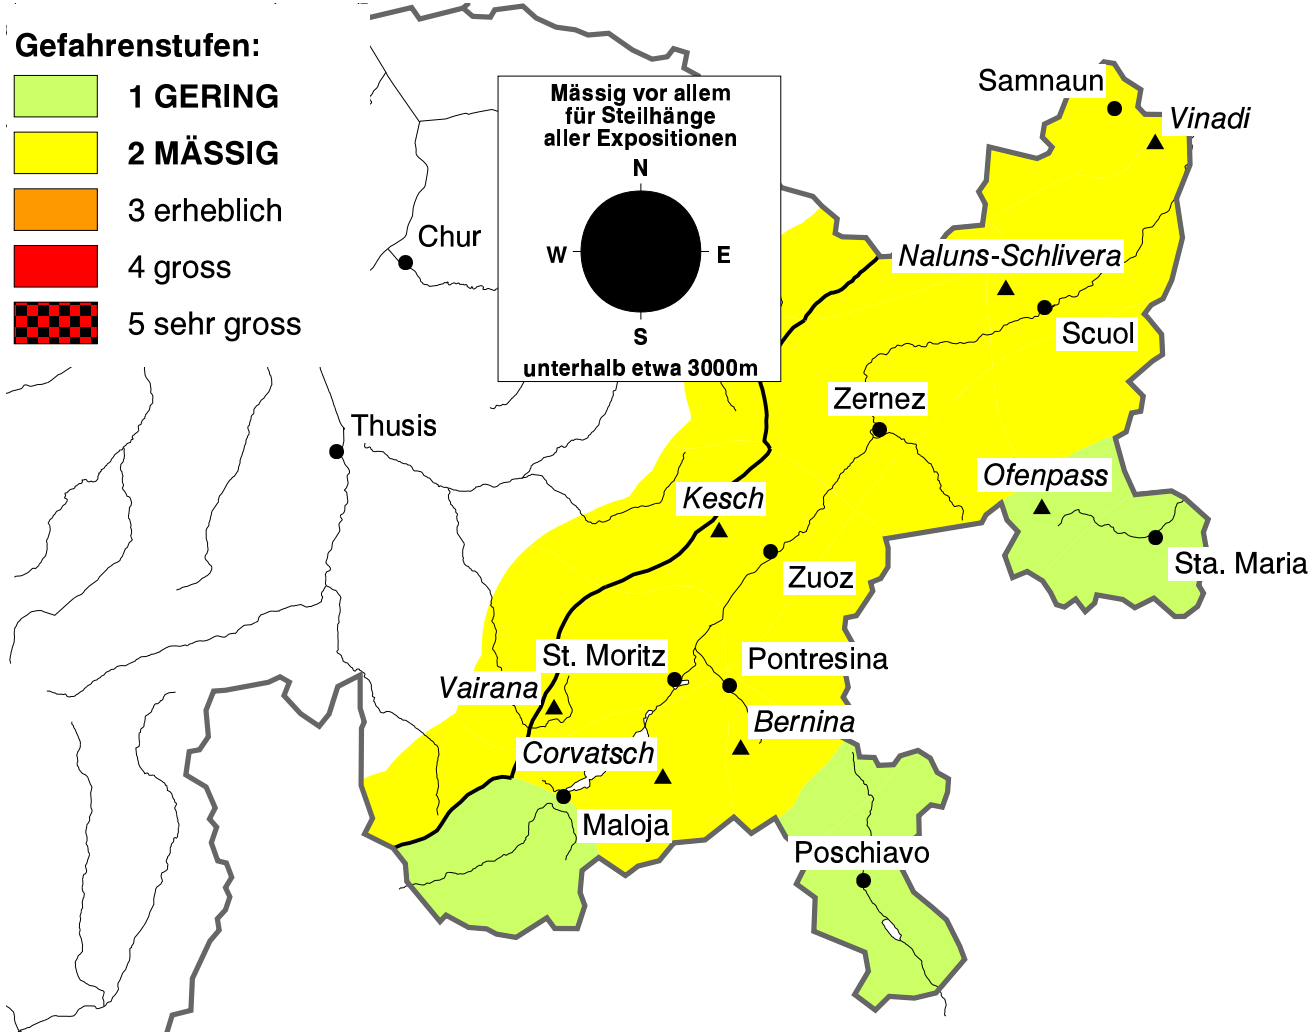 Gefahrenstufen:
1 GERING
2 MÄSSIG
3 erheblich
4 gross
5 sehr gross
Mässig vor allem
für Steilhänge
aller Expositionen
N
W
E
S
unterhalb etwa 3000m
Samnaun
Vinadi
Chur
Naluns-Schlivera
Scuol
Zernez
Thusis
Ofenpass
Kesch
Sta. Maria
Zuoz
St. Moritz
Pontresina
Vairana
Bernina
Corvatsch
Maloja
Poschiavo